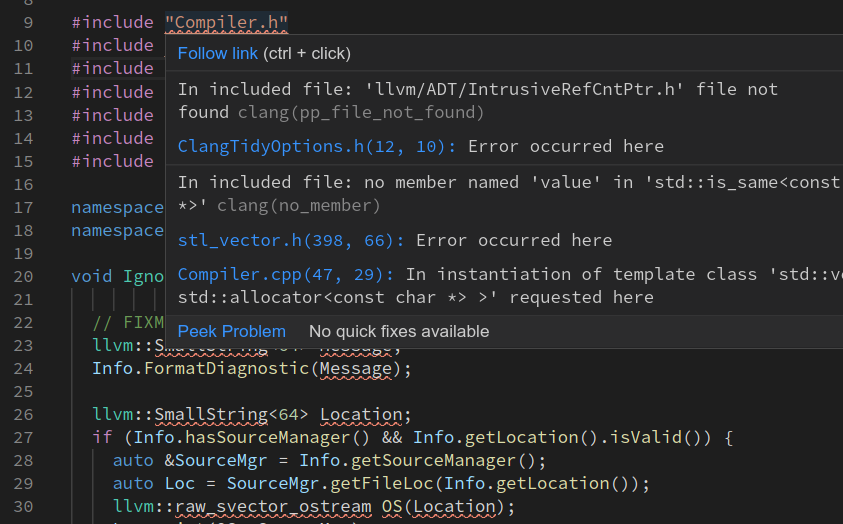 8
9 #include "Compiler.h"
10 #include
11 #include
12 #include
13 #include
14 #include
15 #include
16
17 namespace
18 namespace
19
20 void Igno
21
22 // FIXM
23 llvm::SmallString<64> Message;
24 Info.FormatDiagnostic(Message);
25
26 llvm::SmallString<64> Location;
27 if (Info.hasSourceManager() && Info.getLocation().isValid()) {
28 auto &SourceMgr = Info.getSourceManager();
29 auto Loc = SourceMgr.getFileLoc(Info.getLocation());
30 llvm::raw_svector_ostream OS(Location);
Follow link (ctrl + click)
In included file: 'llvm/ADT/IntrusiveRefCntPtr.h' file not
found clang(pp_file_not_found)
ClangTidyOptions.h(12, 10): Error occurred here
In included file: no member named 'value' in 'std::is_same<const
*>' clang(no_member)
stl_vector.h(398, 66): Error occurred here
Compiler.cpp(47, 29): In instantiation of template class 'std::ve
std::allocator<const char *> >' requested here
Peek Problem No quick fixes available